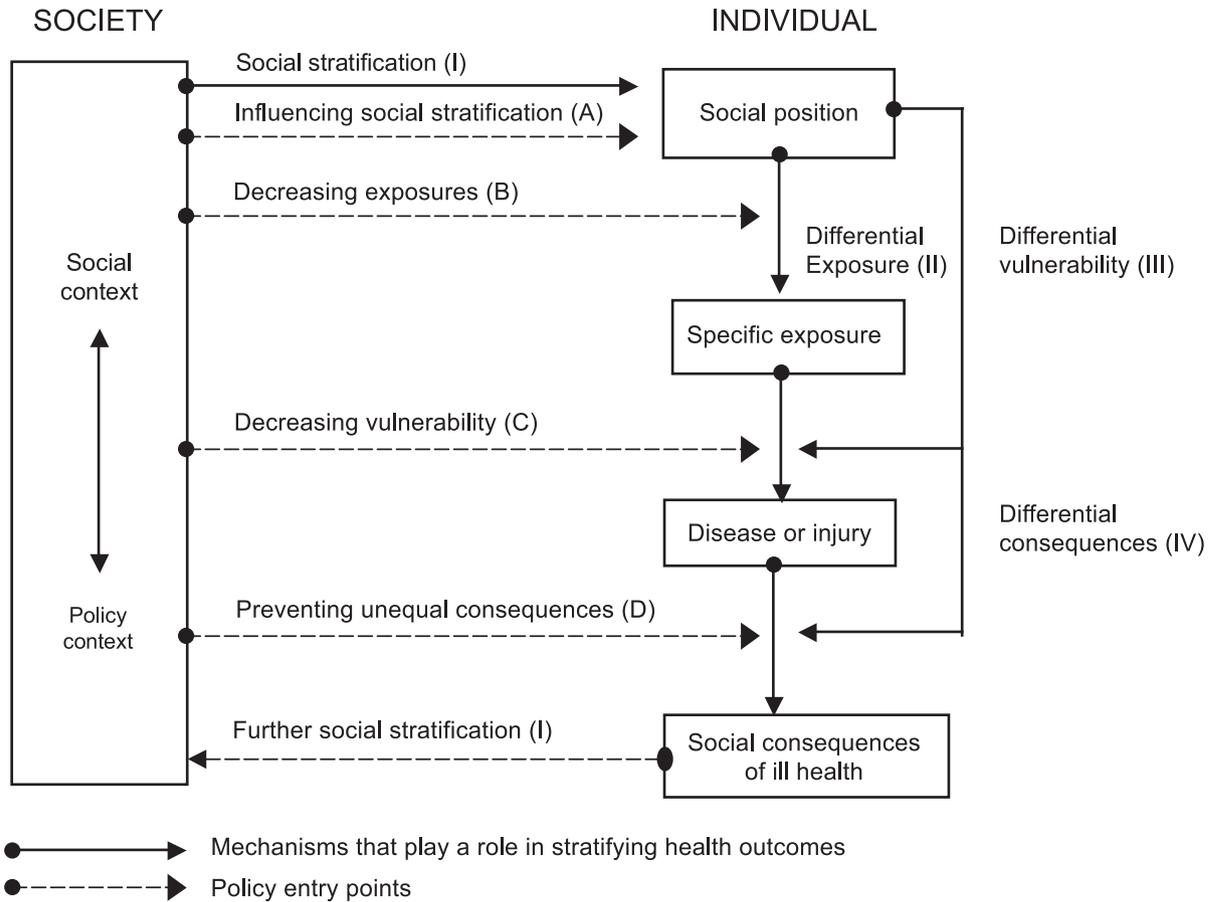 SOCIETY
INDIVIDUAL
Social stratification (I)
Influencing social stratification (A)
Social position
Decreasing exposures (B)
Differential
Exposure (II)
Differential
vulnerability (III)
Social
context
Specific exposure
Decreasing vulnerability (C)
Disease or injury
Differential
consequences (IV)
Policy
context
Preventing unequal consequences (D)
Further social stratification (I)
Social consequences
of ill health
Mechanisms that play a role in stratifying health outcomes
Policy entry points